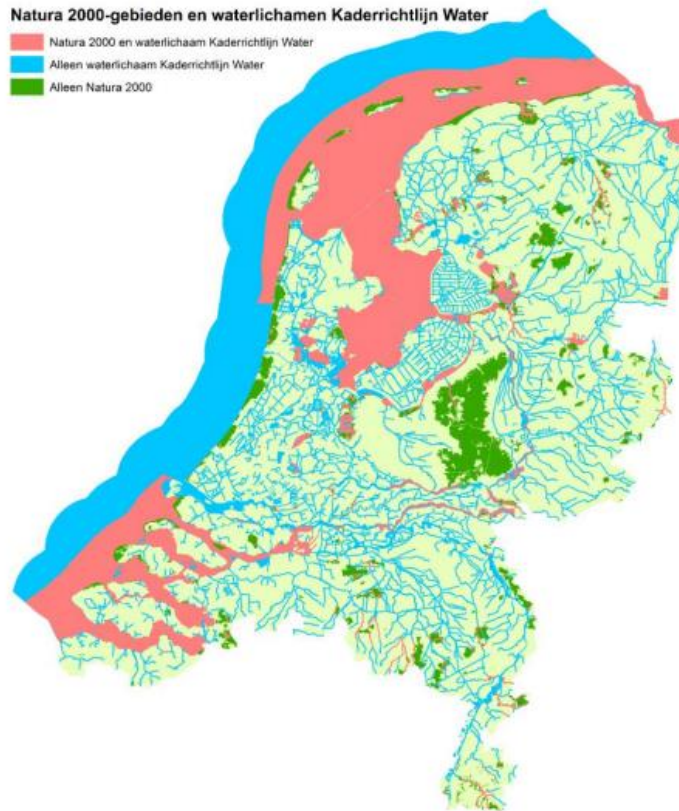 Natura 2000-gebieden en waterlichamen Kaderrichtlijn Water
Natura 2000 en waterlichaam Kaderrichtlijn Water
Alleen waterlichaam Kaderrichtlijn Water
Alleen Natura 2000